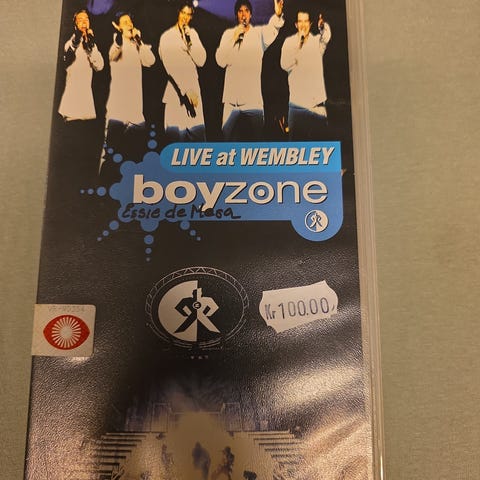 LIVE at WEMBLEY
boyzone
Essie de Mesa
Kr 100.00